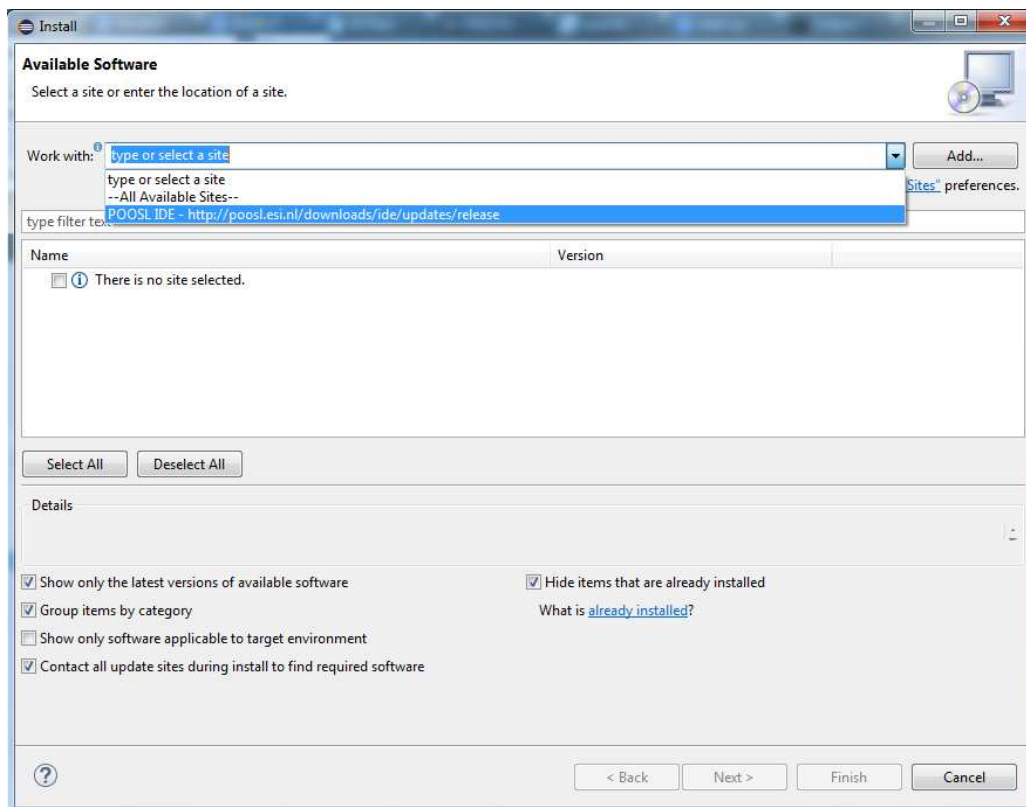 Install
Available Software
Select a site or enter the location of a site.
Work with: type or select a site Add...
type or select a site
--All Available Sites--
POOSL IDE - http://poosl.esi.nl/downloads/ide/updates/release
Sites" preferences.
type filter tex
Name Version
There is no site selected.
Select All Deselect All
Details
Show only the latest versions of available software Hide items that are already installed
Group items by category What is already installed?
Show only software applicable to target environment
Contact all update sites during install to find required software
< Back Next > Finish Cancel